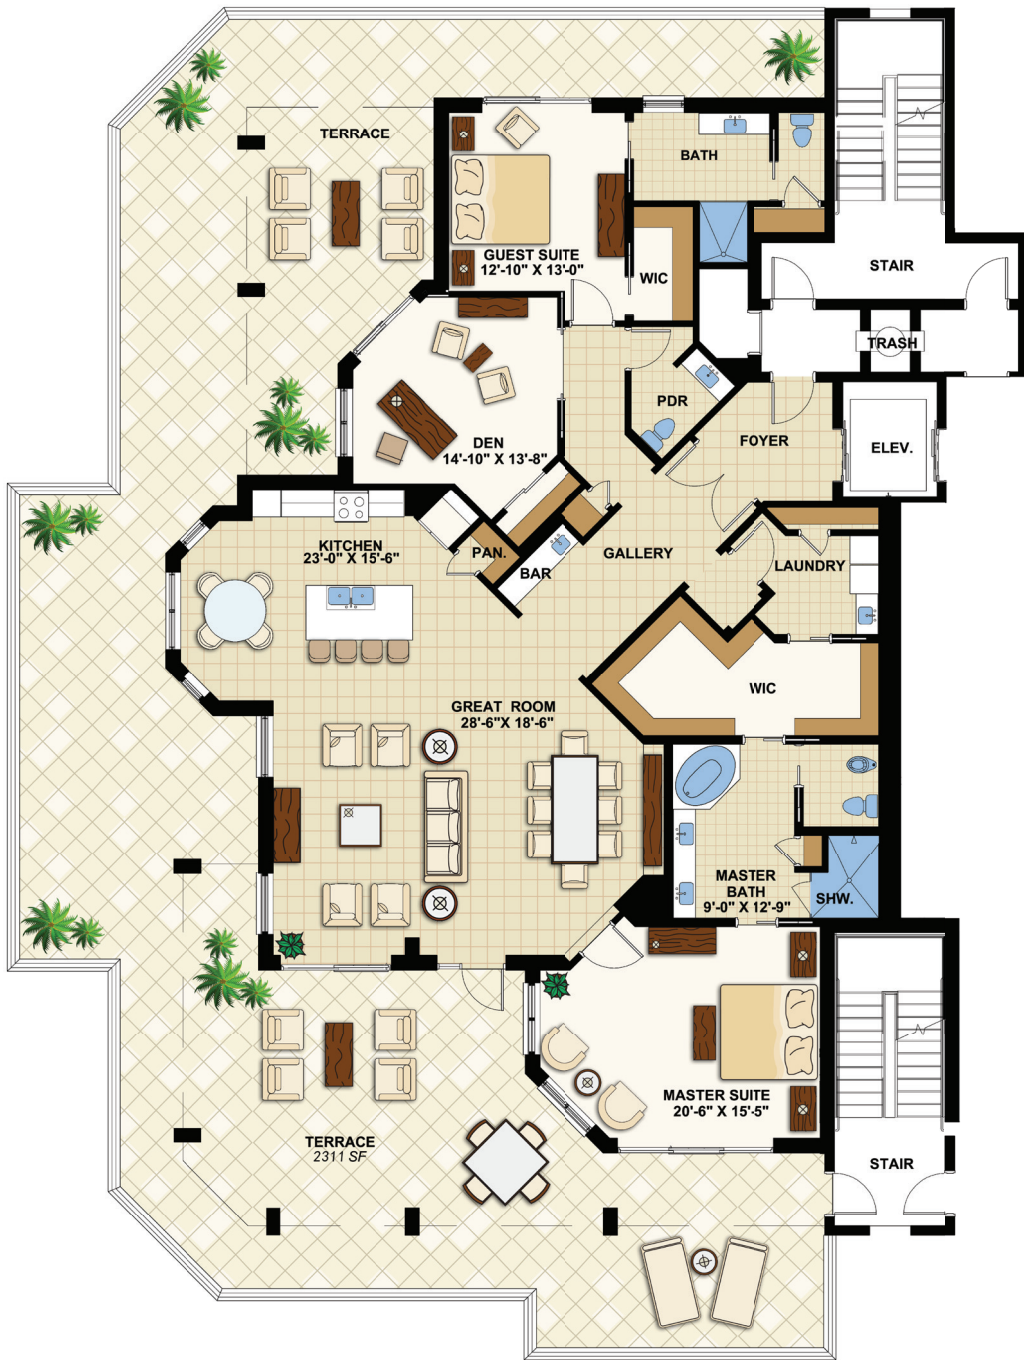 TERRACE
BATH
GUEST SUITE
12'-10" X 13'-0"
WIC
STAIR
TRASH
PDR
FOYER
ELEV.
DEN
14'-10" X 13'-8"
KITCHEN
23'-0" X 15'-6"
PAN.
BAR
GALLERY
LAUNDRY
WIC
GREAT ROOM
28'-6"X 18'-6"
MASTER
BATH
9'-0" X 12'-9"
SHW.
MASTER SUITE
20'-6" X 15'-5"
TERRACE
2311 SF
STAIR